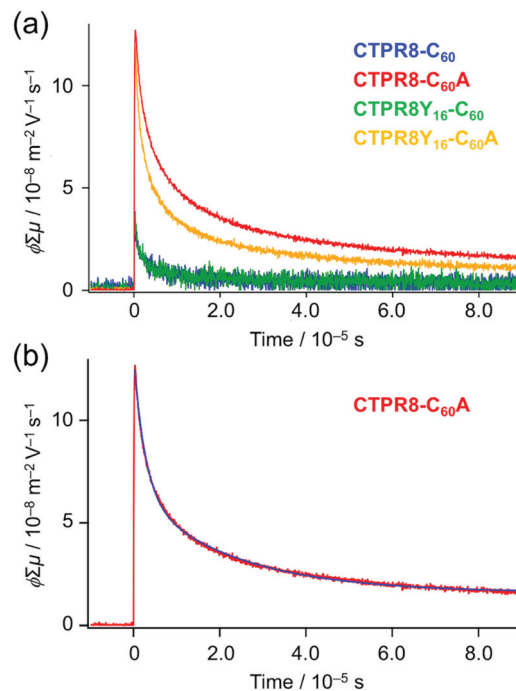 (a)
CTPR8-C₆₀
CTPR8-C₆₀A
CTPR8Y₁₆-C₆₀
CTPR8Y₁₆-C₆₀A
ϕΣμ / 10⁻⁸ m⁻² V⁻¹ s⁻¹
10
5
0
0 2.0 4.0 6.0 8.0
Time / 10⁻⁵ s
(b)
CTPR8-C₆₀A
ϕΣμ / 10⁻⁸ m⁻² V⁻¹ s⁻¹
10
5
0
0 2.0 4.0 6.0 8.0
Time / 10⁻⁵ s